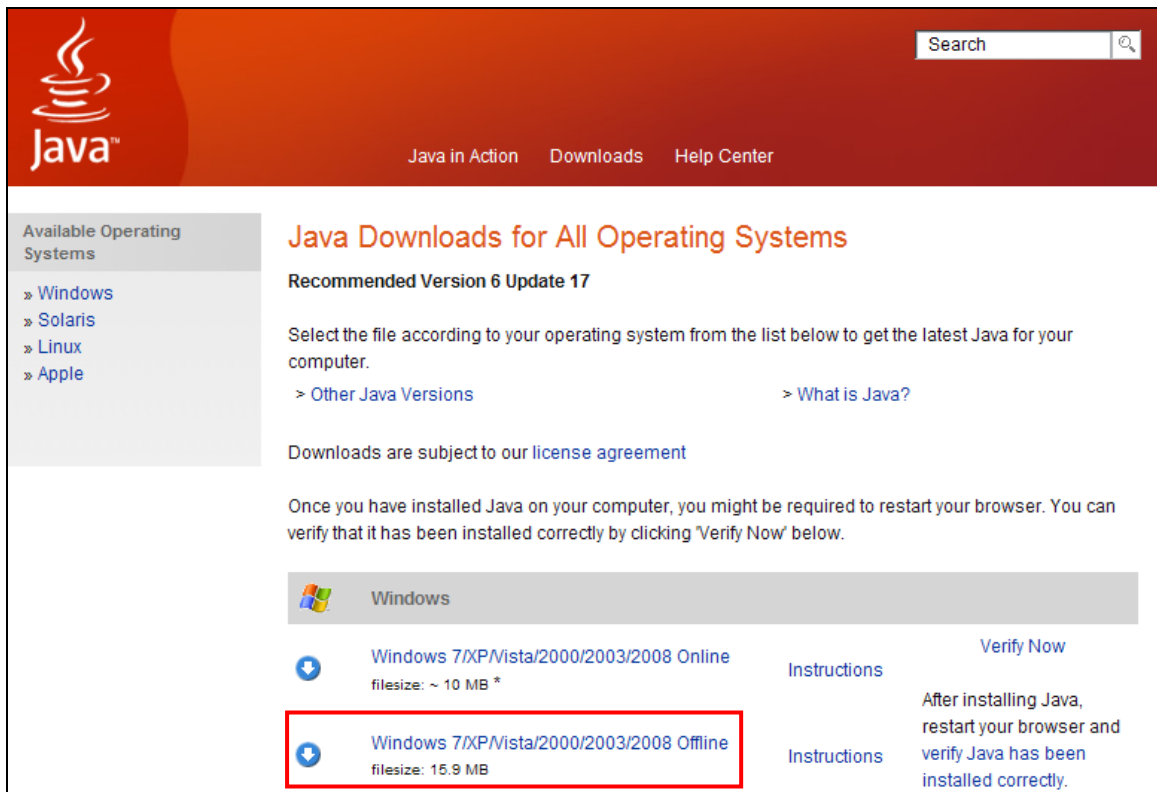 Java™
Search
Java in Action Downloads Help Center
Available Operating
Systems
» Windows
» Solaris
» Linux
» Apple
Java Downloads for All Operating Systems
Recommended Version 6 Update 17
Select the file according to your operating system from the list below to get the latest Java for your
computer.
> Other Java Versions
> What is Java?
Downloads are subject to our license agreement
Once you have installed Java on your computer, you might be required to restart your browser. You can
verify that it has been installed correctly by clicking 'Verify Now' below.
Windows
Windows 7/XP/Vista/2000/2003/2008 Online
filesize: ~ 10 MB *
Instructions
Windows 7/XP/Vista/2000/2003/2008 Offline
filesize: 15.9 MB
Instructions
Verify Now
After installing Java,
restart your browser and
verify Java has been
installed correctly.